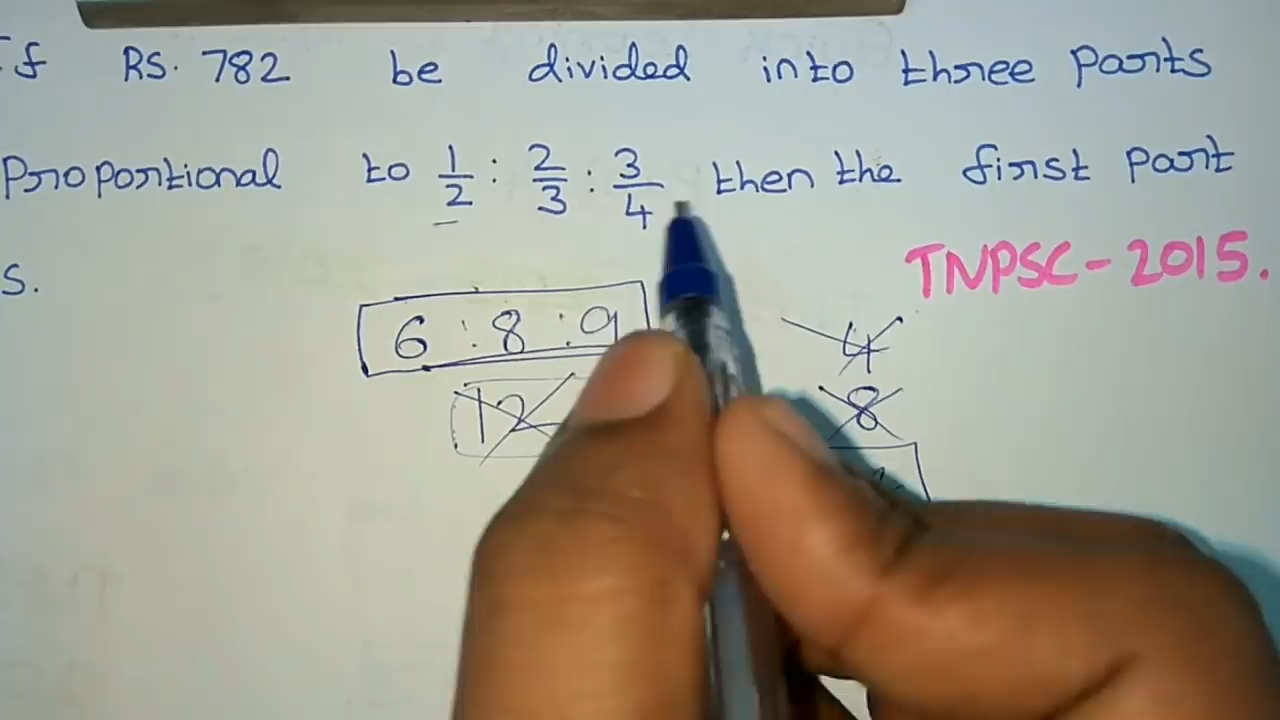 If RS. 782 be divided into three parts
Proportional to 1/2 : 2/3 : 3/4 then the first part
s.
TNPSC-2015.
6 : 8 : 9
4
12
8